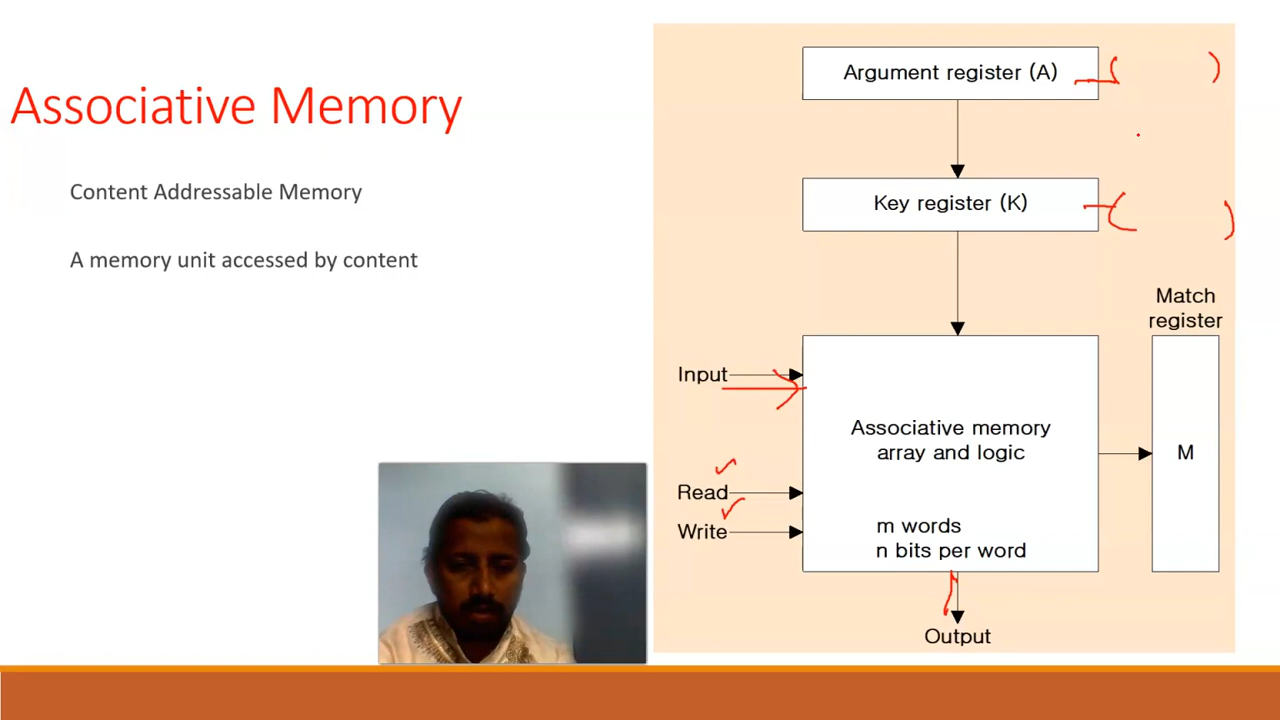 Associative Memory
Content Addressable Memory
A memory unit accessed by content
Argument register (A)
Key register (K)
Match
register
Input
Associative memory
array and logic
M
Read
Write
m words
n bits per word
Output